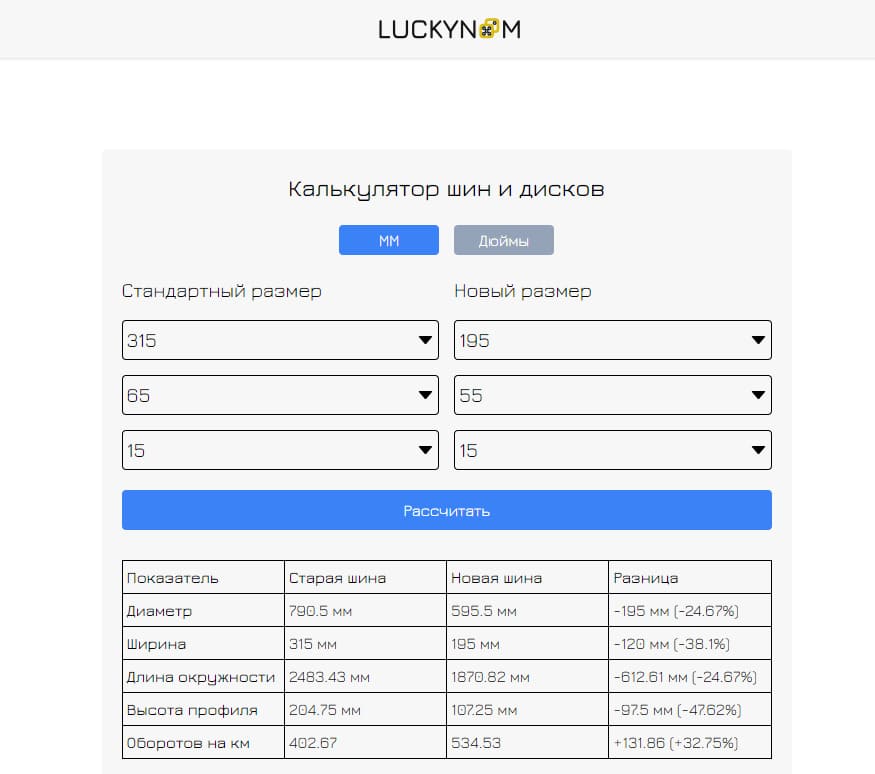 LUCKYNOM
Калькулятор шин и дисков
ММ Дюймы
Стандартный размер Новый размер
315 195
65 55
15 15
Рассчитать
Показатель Старая шина Новая шина Разница
Диаметр 790.5 мм 595.5 мм -195 мм (-24.67%)
Ширина 315 мм 195 мм -120 мм (-38.1%)
Длина окружности 2483.43 мм 1870.82 мм -612.61 мм (-24.67%)
Высота профиля 204.75 мм 107.25 мм -97.5 мм (-47.62%)
Оборотов на км 402.67 534.53 +131.86 (+32.75%)